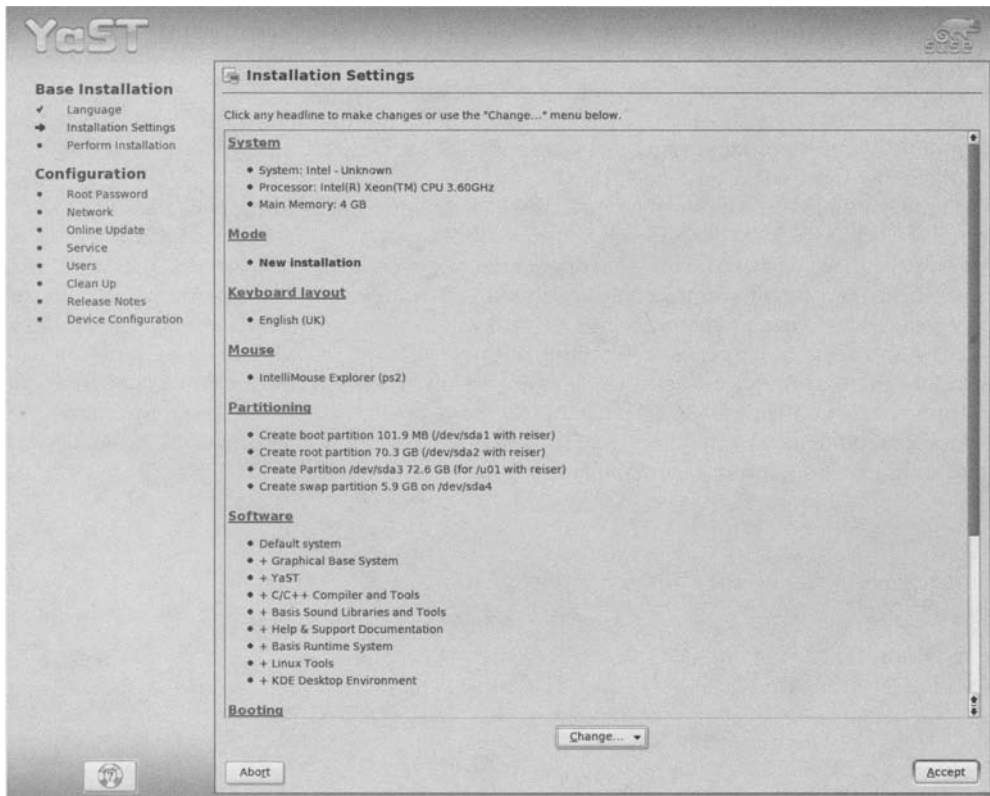 YaST
SUSE
Base Installation
Language
Installation Settings
Perform Installation
Configuration
Root Password
Network
Online Update
Service
Users
Clean Up
Release Notes
Device Configuration
Installation Settings
Click any headline to make changes or use the "Change..." menu below.
System
System: Intel - Unknown
Processor: Intel(R) Xeon(TM) CPU 3.60GHz
Main Memory: 4 GB
Mode
New installation
Keyboard layout
English (UK)
Mouse
IntelliMouse Explorer (ps2)
Partitioning
Create boot partition 101.9 MB (/dev/sda1 with reiser)
Create root partition 70.3 GB (/dev/sda2 with reiser)
Create Partition /dev/sda3 72.6 GB (for /u01 with reiser)
Create swap partition 5.9 GB on /dev/sda4
Software
Default system
+ Graphical Base System
+ YaST
+ C/C++ Compiler and Tools
+ Basis Sound Libraries and Tools
+ Help & Support Documentation
+ Basis Runtime System
+ Linux Tools
+ KDE Desktop Environment
Booting
Change...
Abort
Accept